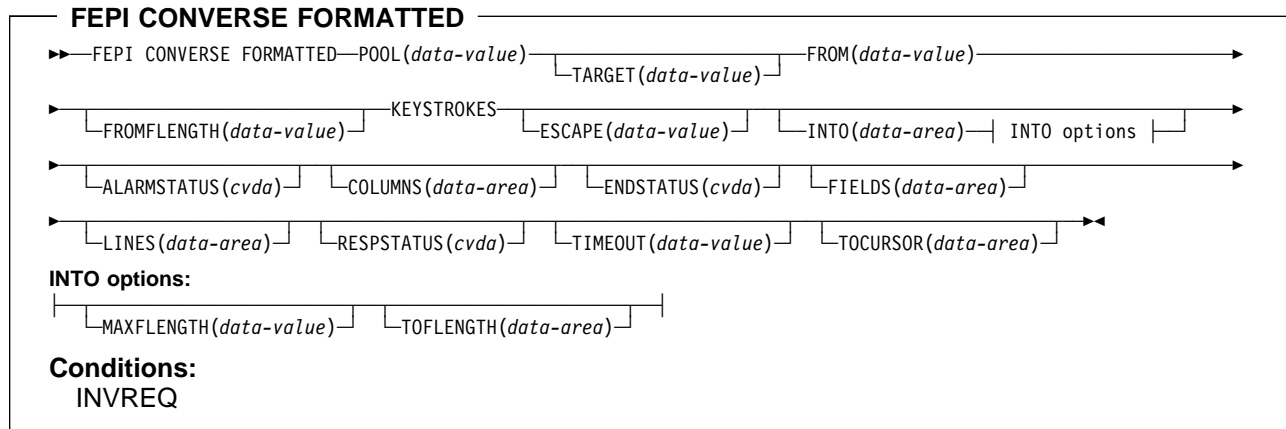 FEPI CONVERSE FORMATTED
FEPI CONVERSE FORMATTED POOL(data-value) FROM(data-value)
TARGET(data-value)
KEYSTROKES
FROMFLENGTH(data-value) ESCAPE(data-value) INTO(data-area) INTO options
ALARMSTATUS(cvda) COLUMNS(data-area) ENDSTATUS(cvda) FIELDS(data-area)
LINES(data-area) RESPSTATUS(cvda) TIMEOUT(data-value) TOCURSOR(data-area)
INTO options:
MAXFLENGTH(data-value) TOFLENGTH(data-area)
Conditions:
INVREQ